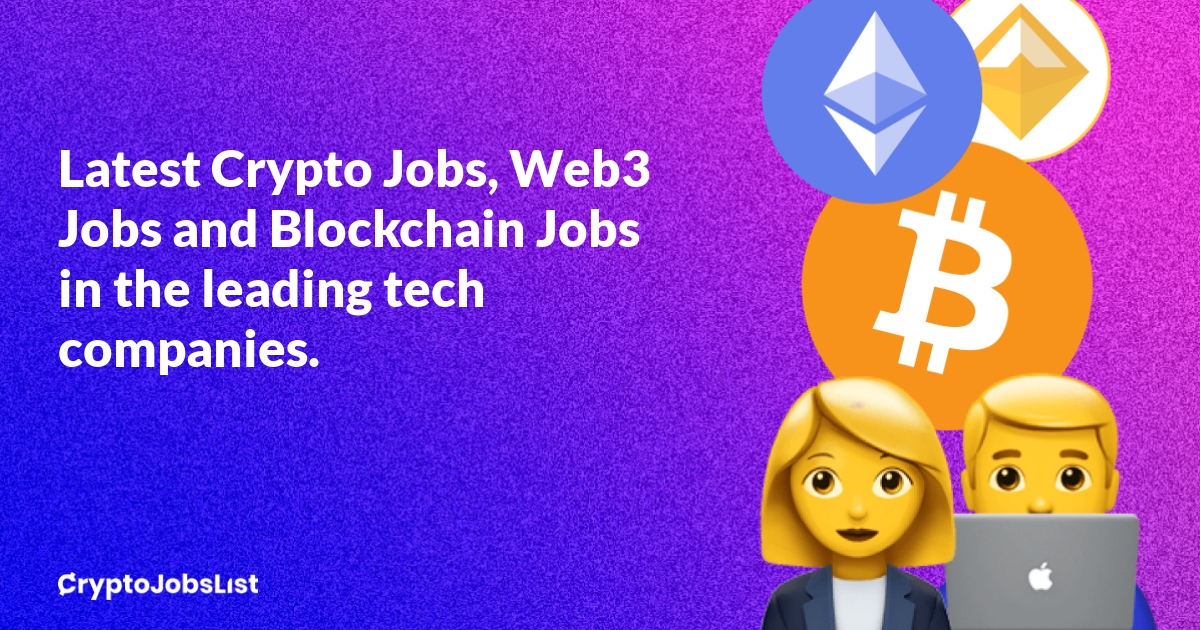 Latest Crypto Jobs, Web3
Jobs and Blockchain Jobs
in the leading tech
companies.
CryptoJobsList